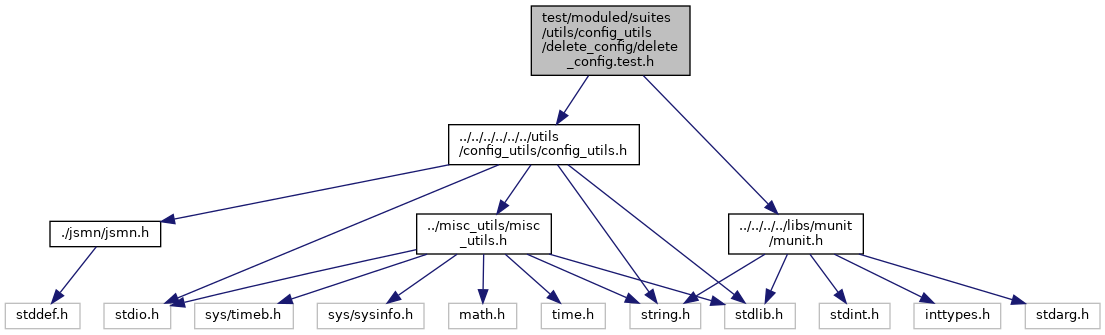 test/moduled/suites
/utils/config_utils
/delete_config/delete
_config.test.h
../../../../../../utils
/config_utils/config_utils.h
./jsmn/jsmn.h
../misc_utils/misc
_utils.h
../../../../libs/munit
/munit.h
stddef.h
stdio.h
sys/timeb.h
sys/sysinfo.h
math.h
time.h
string.h
stdlib.h
stdint.h
inttypes.h
stdarg.h